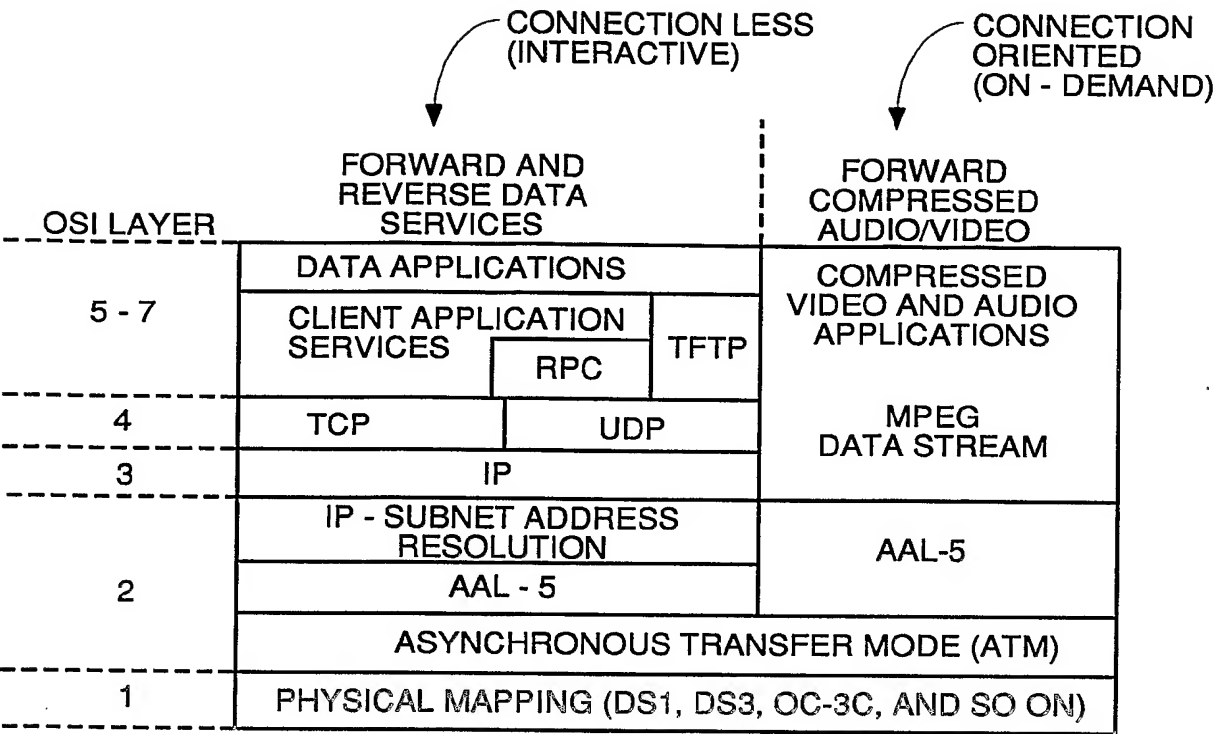 CONNECTION LESS
(INTERACTIVE)
CONNECTION
ORIENTED
(ON - DEMAND)
FORWARD AND
REVERSE DATA
SERVICES
FORWARD
COMPRESSED
AUDIO/VIDEO
OSI LAYER
5 - 7
DATA APPLICATIONS
CLIENT APPLICATION
SERVICES
RPC
TFTP
COMPRESSED
VIDEO AND AUDIO
APPLICATIONS
MPEG
DATA STREAM
4
TCP
UDP
3
IP
2
IP - SUBNET ADDRESS
RESOLUTION
AAL - 5
AAL-5
ASYNCHRONOUS TRANSFER MODE (ATM)
1
PHYSICAL MAPPING (DS1, DS3, OC-3C, AND SO ON)